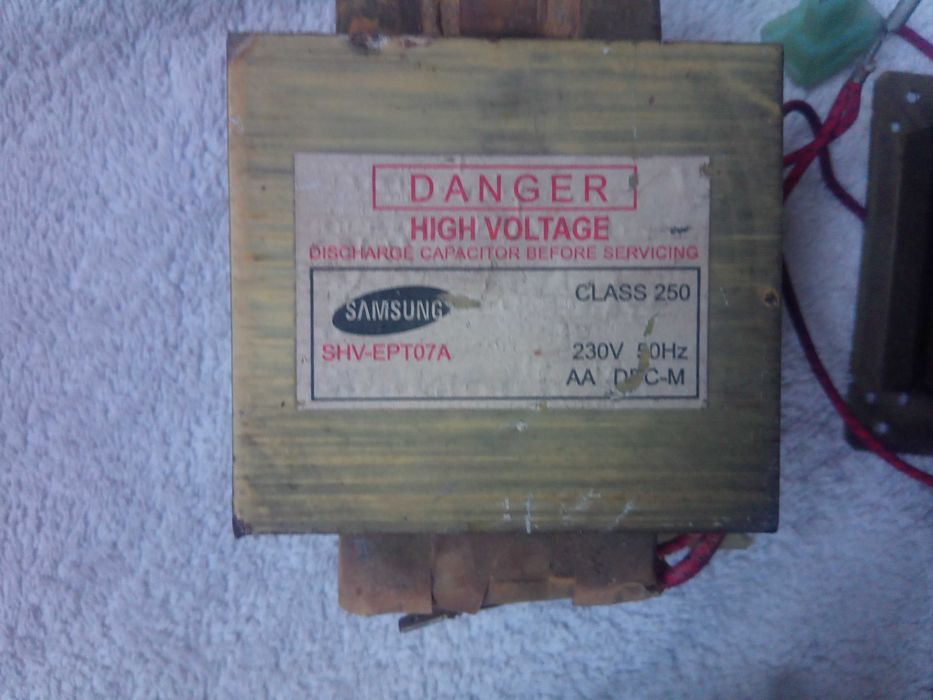 DANGER
HIGH VOLTAGE
DISCHARGE CAPACITOR BEFORE SERVICING
SAMSUNG
CLASS 250
SHV-EPT07A
230V 50Hz
AA